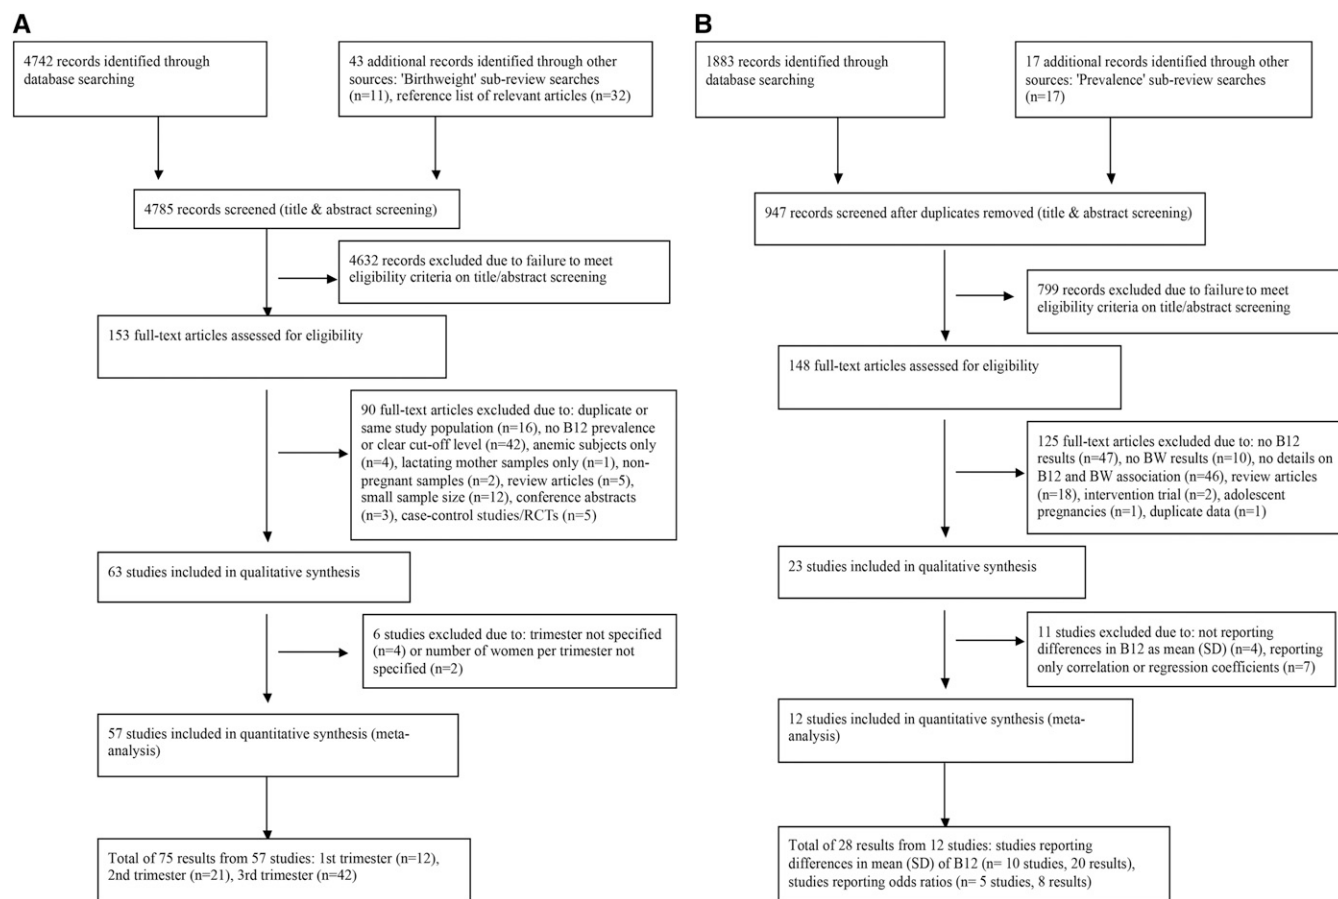 A
4742 records identified through
database searching
43 additional records identified through other
sources: 'Birthweight' sub-review searches
(n=11), reference list of relevant articles (n=32)
4785 records screened (title & abstract screening)
4632 records excluded due to failure to meet
eligibility criteria on title/abstract screening
153 full-text articles assessed for eligibility
90 full-text articles excluded due to: duplicate or
same study population (n=16), no B12 prevalence
or clear cut-off level (n=42), anemic subjects only
(n=4), lactating mother samples only (n=1), non-
pregnant samples (n=2), review articles (n=5),
small sample size (n=12), conference abstracts
(n=3), case-control studies/RCTs (n=5)
63 studies included in qualitative synthesis
6 studies excluded due to: trimester not specified
(n=4) or number of women per trimester not
specified (n=2)
57 studies included in quantitative synthesis (meta-
analysis)
Total of 75 results from 57 studies: 1st trimester (n=12),
2nd trimester (n=21), 3rd trimester (n=42)
B
1883 records identified through
database searching
17 additional records identified through other
sources: 'Prevalence' sub-review searches
(n=17)
947 records screened after duplicates removed (title & abstract screening)
799 records excluded due to failure to meet
eligibility criteria on title/abstract screening
148 full-text articles assessed for eligibility
125 full-text articles excluded due to: no B12
results (n=47), no BW results (n=10), no details on
B12 and BW association (n=46), review articles
(n=18), intervention trial (n=2), adolescent
pregnancies (n=1), duplicate data (n=1)
23 studies included in qualitative synthesis
11 studies excluded due to: not reporting
differences in B12 as mean (SD) (n=4), reporting
only correlation or regression coefficients (n=7)
12 studies included in quantitative synthesis (meta-
analysis)
Total of 28 results from 12 studies: studies reporting
differences in mean (SD) of B12 (n= 10 studies, 20 results),
studies reporting odds ratios (n= 5 studies, 8 results)